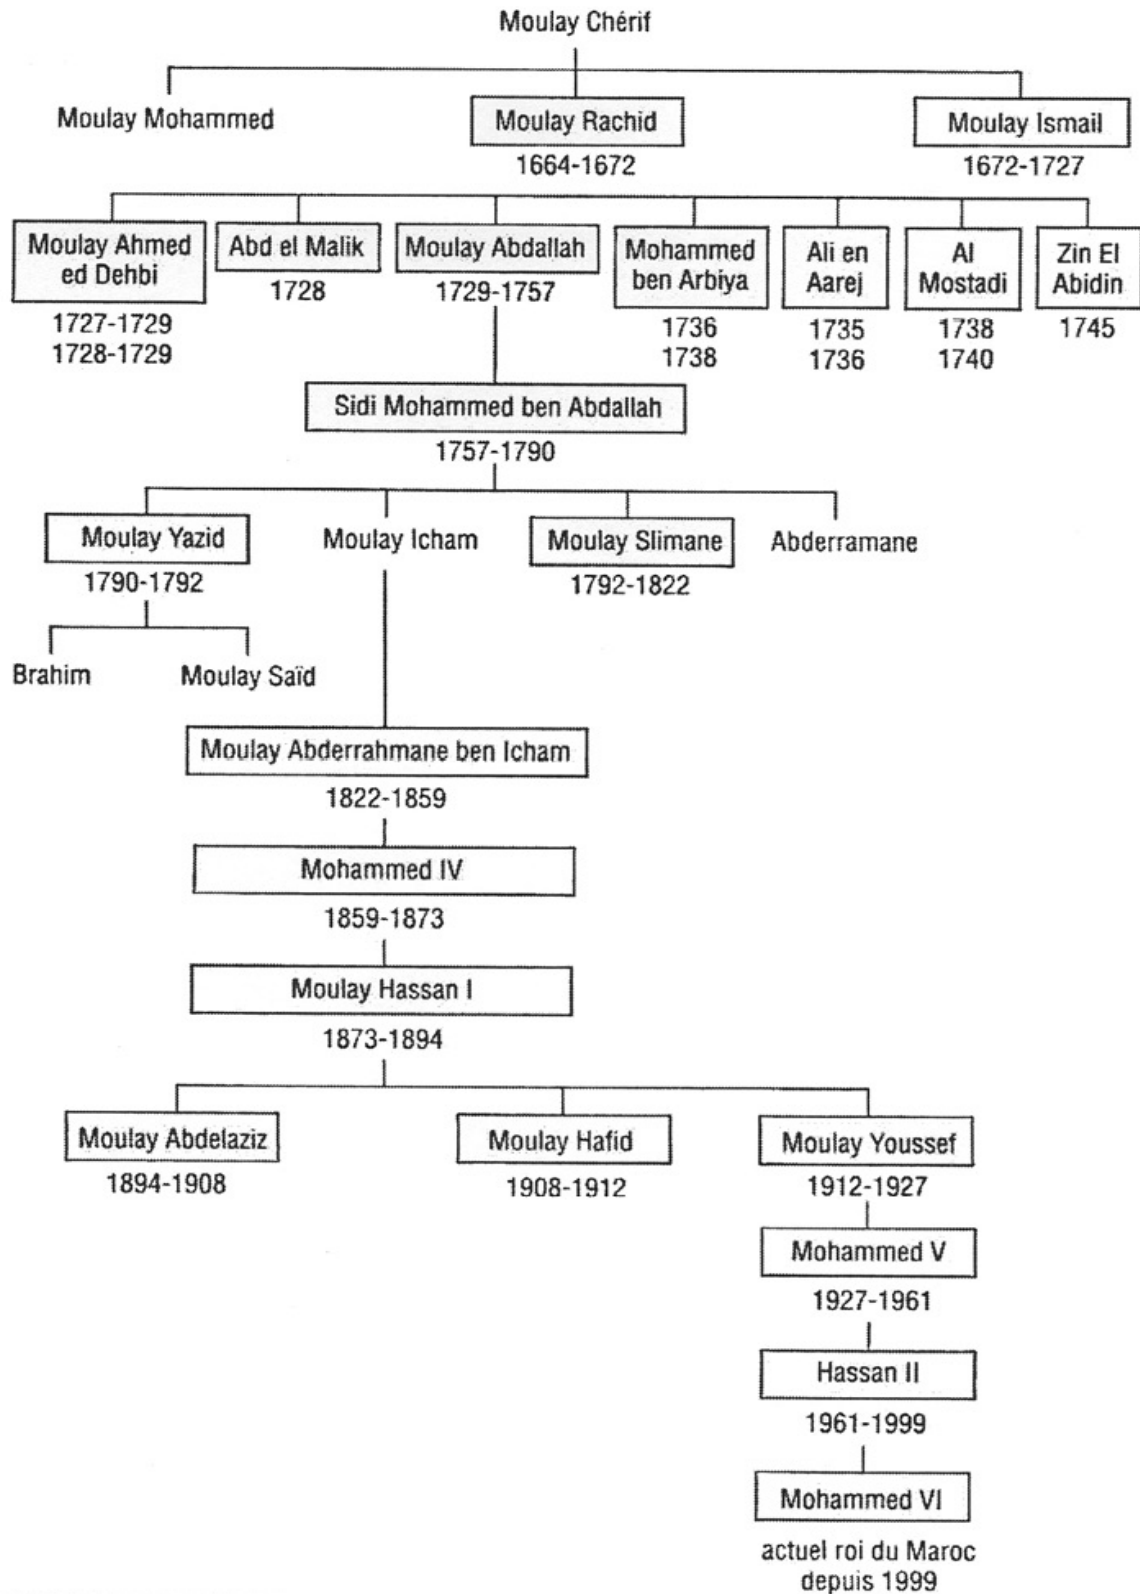 Moulay Chérif
Moulay Mohammed
Moulay Rachid
1664-1672
Moulay Ismail
1672-1727
Moulay Ahmed
ed Dehbi
1727-1729
1728-1729
Abd el Malik
1728
Moulay Abdallah
1729-1757
Mohammed
ben Arbiya
1736
1738
Ali en
Aarej
1735
1736
Al
Mostadi
1738
1740
Zin El
Abidin
1745
Sidi Mohammed ben Abdallah
1757-1790
Moulay Yazid
1790-1792
Moulay Icham
Moulay Slimane
1792-1822
Abderramane
Brahim
Moulay Saïd
Moulay Abderrahmane ben Icham
1822-1859
Mohammed IV
1859-1873
Moulay Hassan I
1873-1894
Moulay Abdelaziz
1894-1908
Moulay Hafid
1908-1912
Moulay Youssef
1912-1927
Mohammed V
1927-1961
Hassan II
1961-1999
Mohammed VI
actuel roi du Maroc
depuis 1999